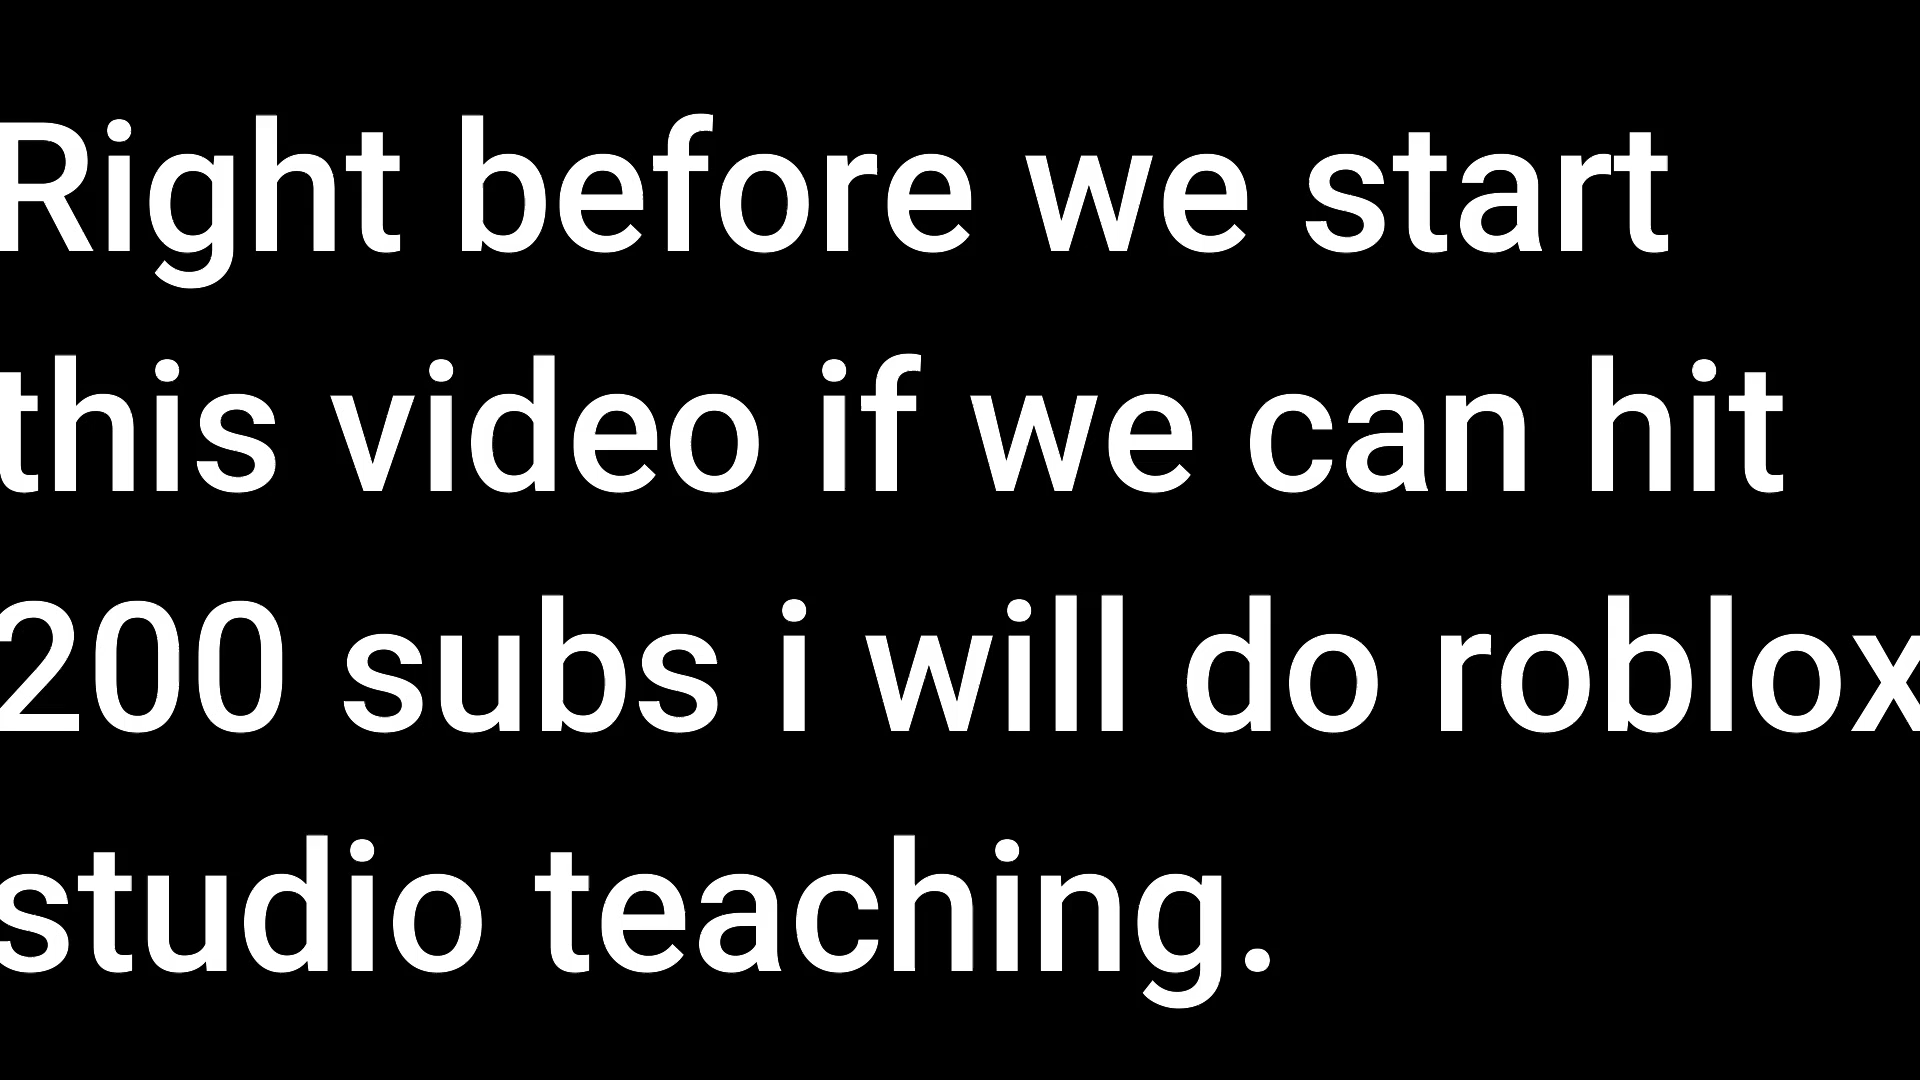 Right before we start
this video if we can hit
200 subs i will do roblox
studio teaching.